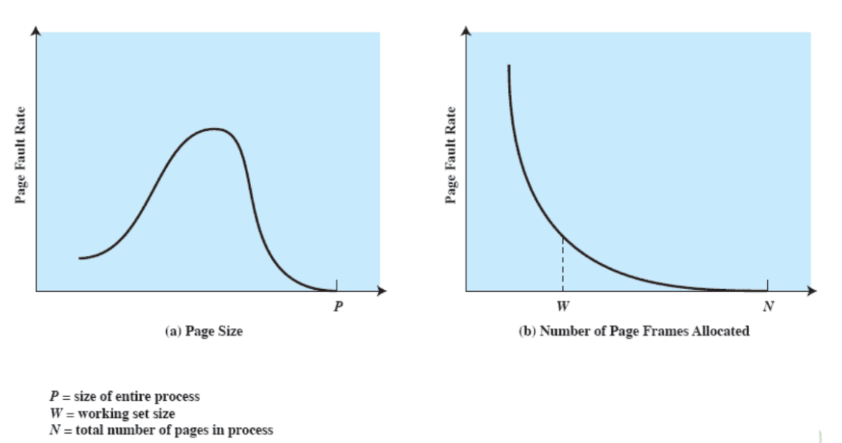 Page Fault Rate
P
(a) Page Size
Page Fault Rate
W
N
(b) Number of Page Frames Allocated
P = size of entire process
W = working set size
N = total number of pages in process